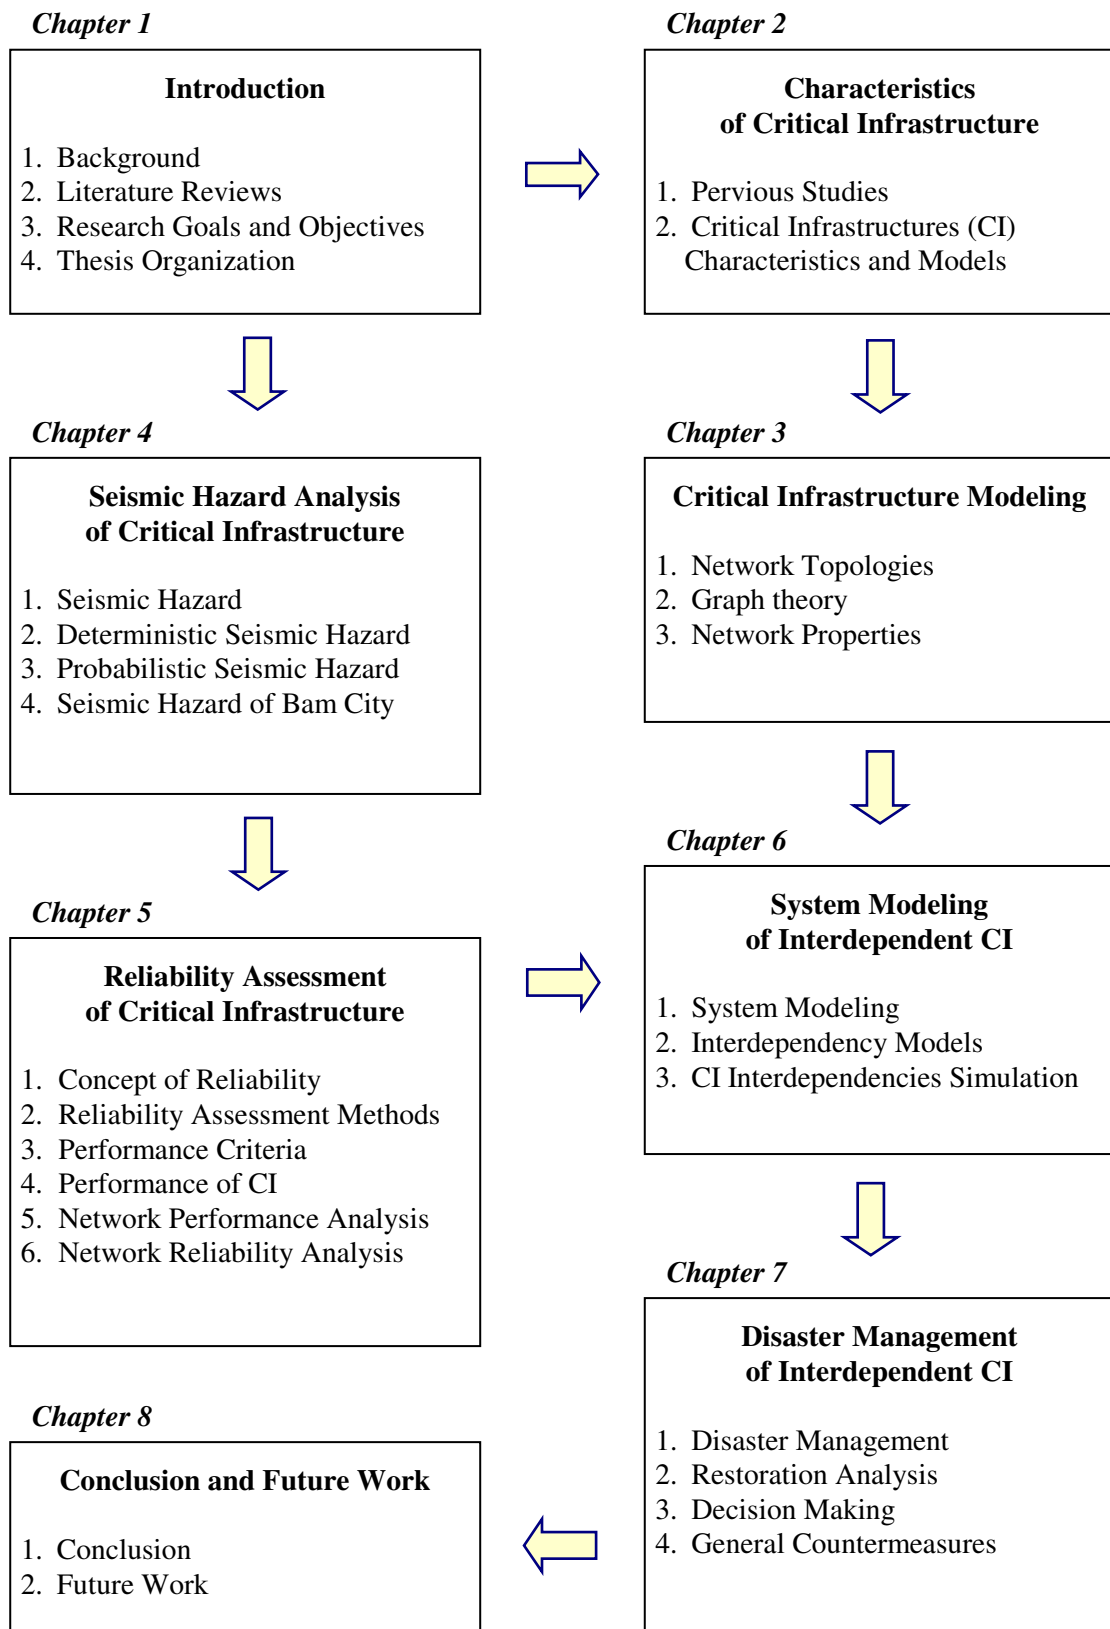 Chapter 1
Introduction
1. Background
2. Literature Reviews
3. Research Goals and Objectives
4. Thesis Organization
Chapter 2
Characteristics
of Critical Infrastructure
1. Pervious Studies
2. Critical Infrastructures (CI)
Characteristics and Models
Chapter 4
Seismic Hazard Analysis
of Critical Infrastructure
1. Seismic Hazard
2. Deterministic Seismic Hazard
3. Probabilistic Seismic Hazard
4. Seismic Hazard of Bam City
Chapter 3
Critical Infrastructure Modeling
1. Network Topologies
2. Graph theory
3. Network Properties
Chapter 5
Reliability Assessment
of Critical Infrastructure
1. Concept of Reliability
2. Reliability Assessment Methods
3. Performance Criteria
4. Performance of CI
5. Network Performance Analysis
6. Network Reliability Analysis
Chapter 6
System Modeling
of Interdependent CI
1. System Modeling
2. Interdependency Models
3. CI Interdependencies Simulation
Chapter 7
Disaster Management
of Interdependent CI
1. Disaster Management
2. Restoration Analysis
3. Decision Making
4. General Countermeasures
Chapter 8
Conclusion and Future Work
1. Conclusion
2. Future Work